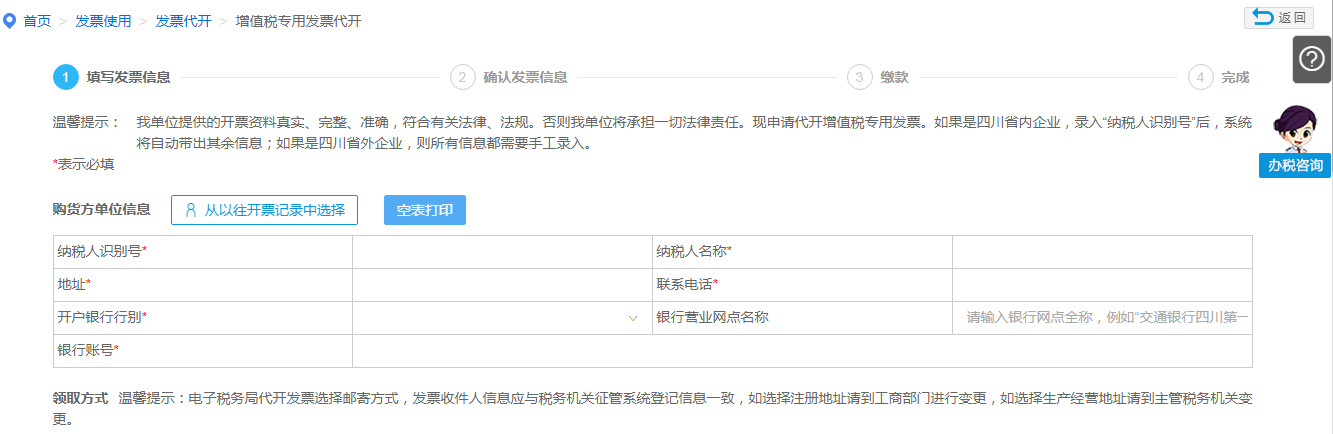 首页 > 发票使用 > 发票代开 > 增值税专用发票代开
返回
1 填写发票信息 2 确认发票信息 3 缴款 4 完成
温馨提示： 我单位提供的开票资料真实、完整、准确，符合有关法律、法规。否则我单位将承担一切法律责任。现申请代开增值税专用发票。如果是四川省内企业，录入“纳税人识别号”后，系统
将自动带出其余信息；如果是四川省外企业，则所有信息都需要手工录入。
*表示必填
办税咨询
购货方单位信息 从以往开票记录中选择 空表打印
纳税人识别号* 纳税人名称*
地址* 联系电话*
开户银行行别* 银行营业网点名称 请输入银行网点全称，例如“交通银行四川第一
银行账号*
领取方式 温馨提示：电子税务局代开发票选择邮寄方式，发票收件人信息应与税务机关征管系统登记信息一致，如选择注册地址请到工商部门进行变更，如选择生产经营地址请到主管税务机关变
更。